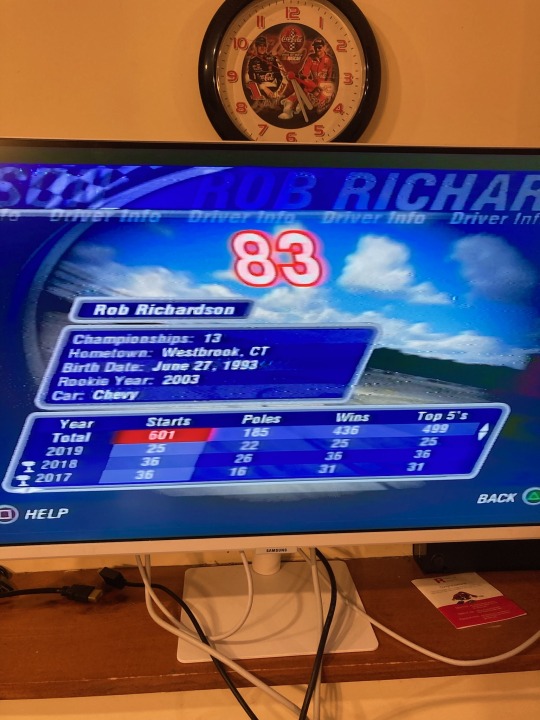 12
11
1
10
2
9
3
8
4
7
6
5
Coca-Cola
ROB RICHAR
Driver Info Driver Info Driver Info Driver Inf
83
Rob Richardson
Championships: 13
Hometown: Westbrook, CT
Birth Date: June 27, 1993
Rookie Year: 2003
Car: Chevy
Year Starts Poles Wins Top 5's
Total 601 185 436 499
2019 25 22 25 25
2018 36 26 36 36
2017 36 16 31 31
HELP
BACK
SAMSUNG